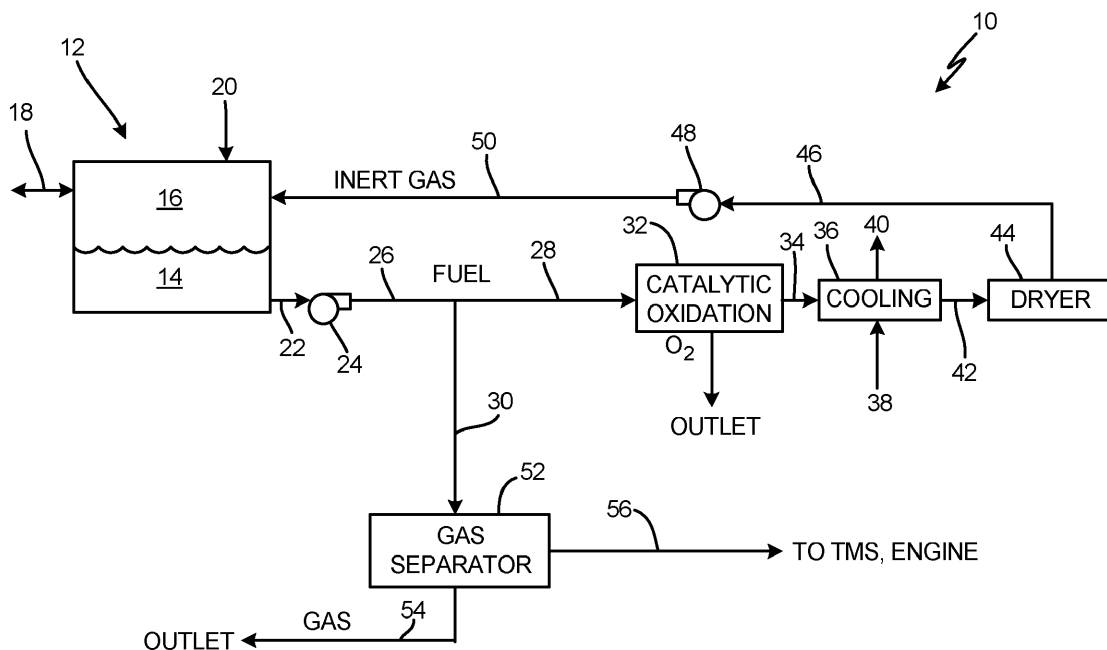 10
12
20
18
50
48
46
INERT GAS
16
32
34
36
40
44
26
FUEL
28
14
CATALYTIC
OXIDATION
COOLING
DRYER
22
24
O2
42
38
30
OUTLET
52
56
GAS
SEPARATOR
TO TMS, ENGINE
GAS
54
OUTLET